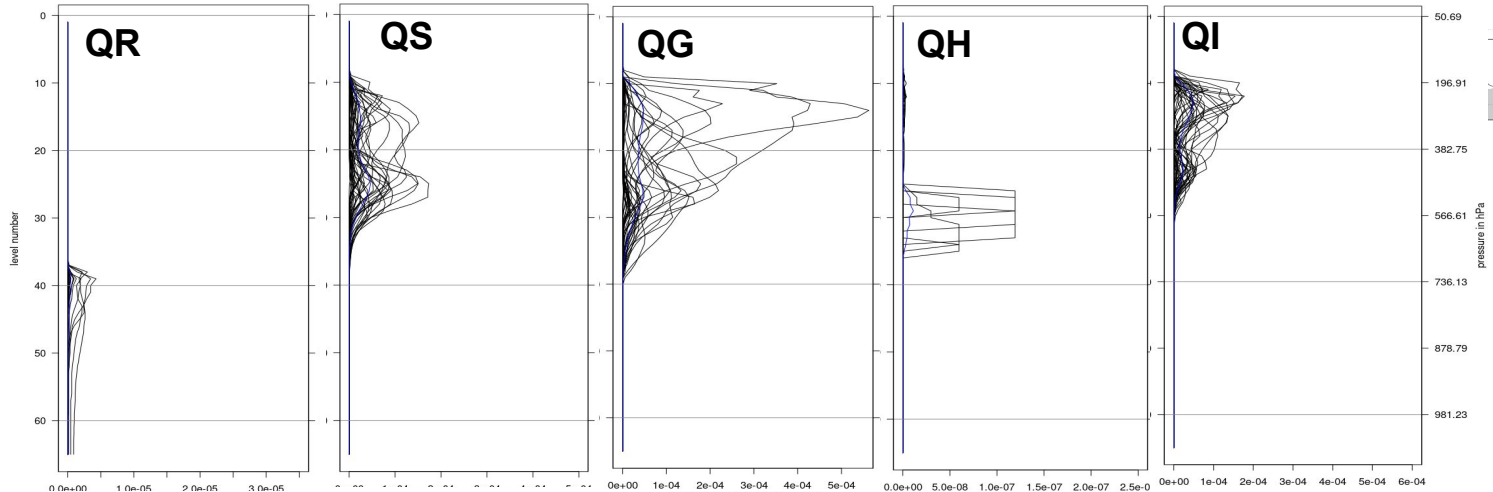 QR
QS
QG
QH
QI
level number
0
10
20
30
40
50
60
50.69
196.91
382.75
566.61
736.13
878.79
981.23
pressure in hPa
0.0e+00 1.0e-05 3.0e-05
0e+00 1e-04 2e-04 3e-04 4e-04 5e-04
0.0e+00 5.0e-08 1.0e-07 1.5e-07 2.0e-07 2.5e-0
0e+00 1e-04 2e-04 3e-04 4e-04 5e-04 6e-04